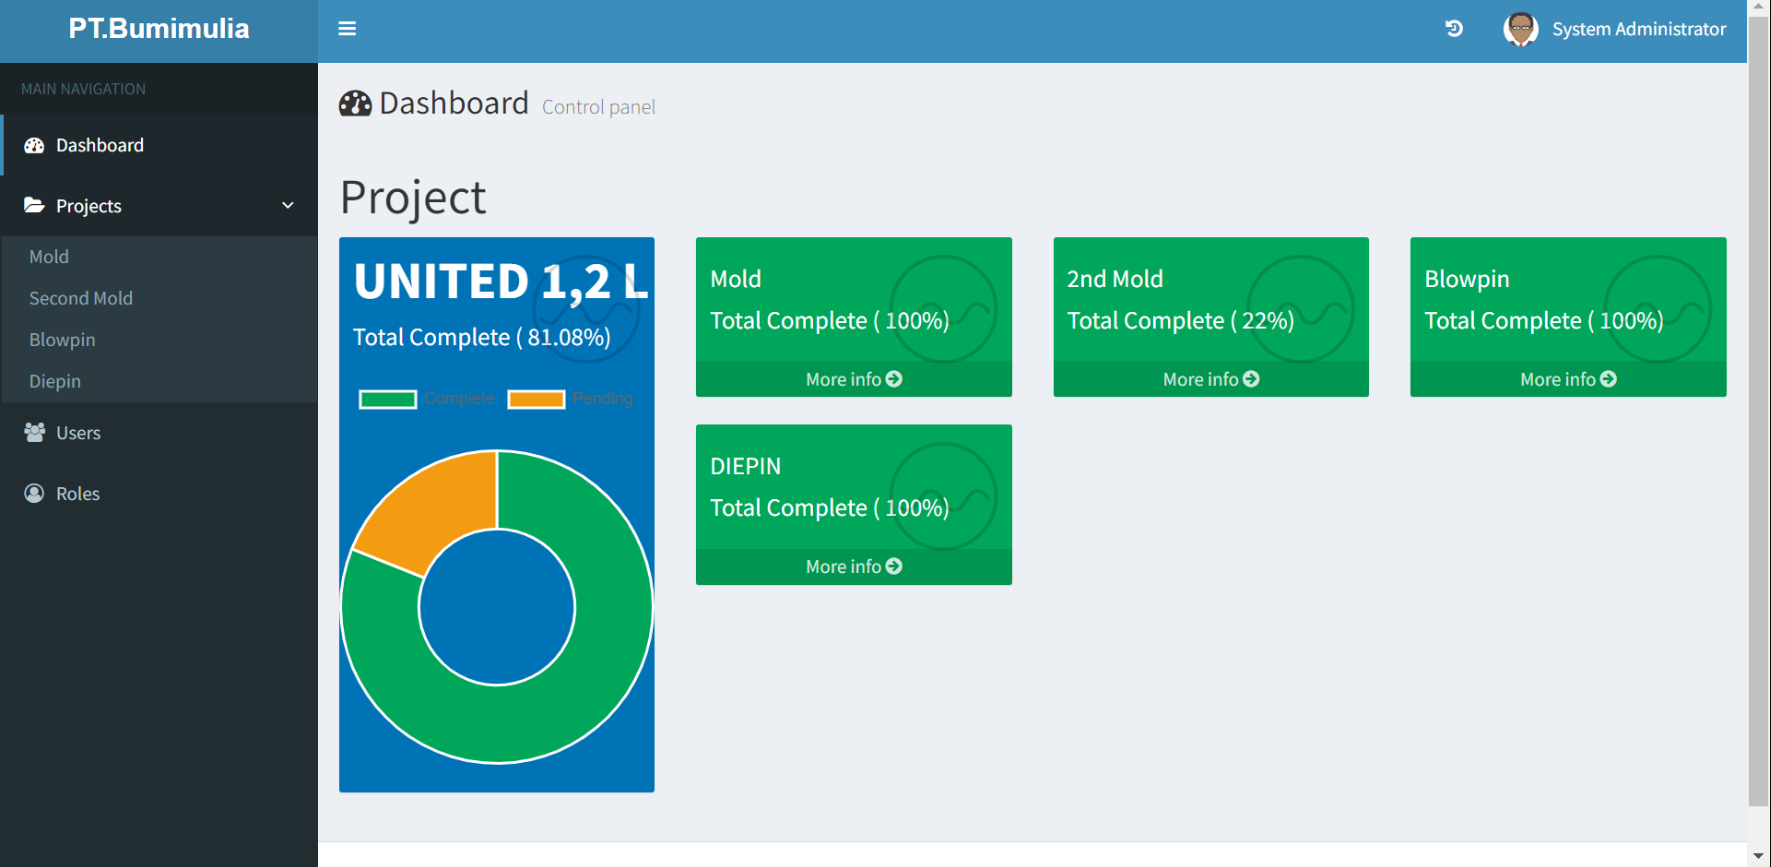 PT.Bumimulia
System Administrator
MAIN NAVIGATION
Dashboard
Projects
Mold
Second Mold
Blowpin
Diepin
Users
Roles
Dashboard Control panel
Project
UNITED 1,2 L
Total Complete ( 81.08%)
Complete Pending
Mold
Total Complete ( 100%)
More info
2nd Mold
Total Complete ( 22%)
More info
Blowpin
Total Complete ( 100%)
More info
DIEPIN
Total Complete ( 100%)
More info